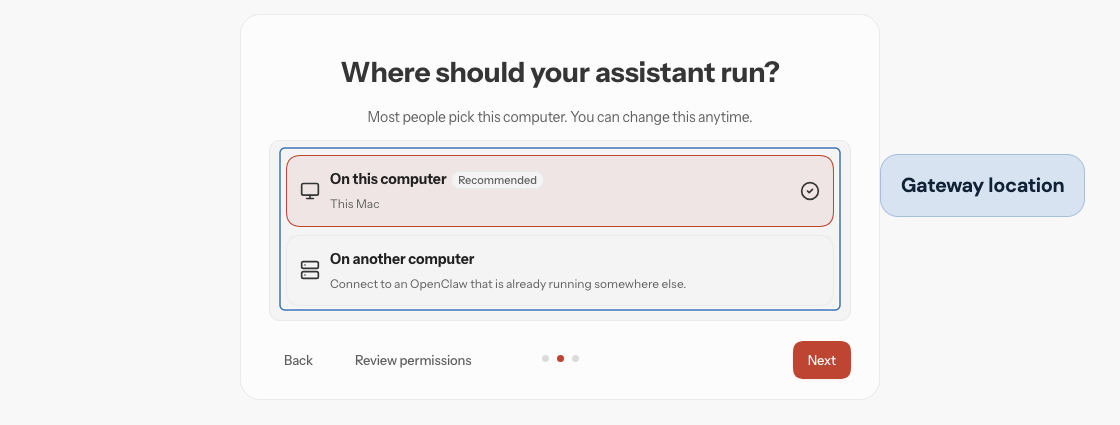 Where should your assistant run?
Most people pick this computer. You can change this anytime.
On this computer Recommended
This Mac
Gateway location
On another computer
Connect to an OpenClaw that is already running somewhere else.
Back Review permissions Next